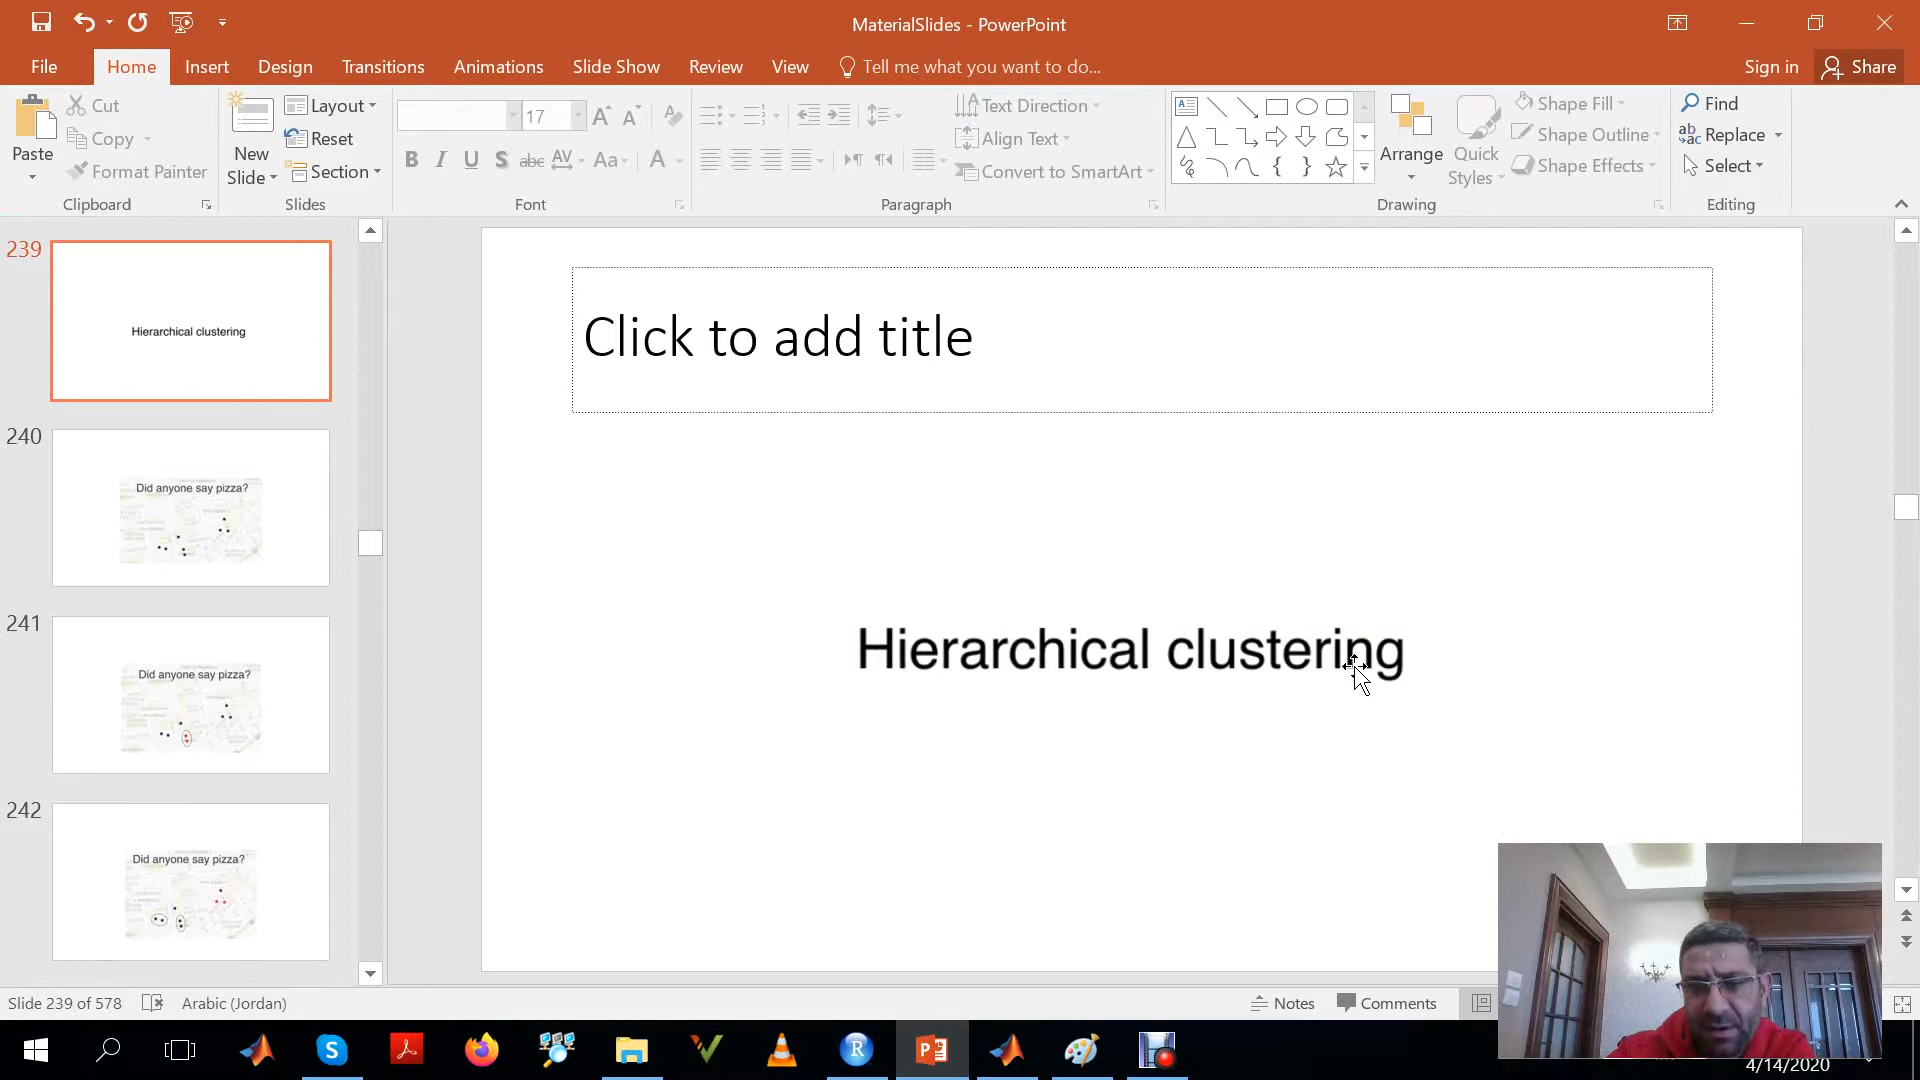 MaterialSlides - PowerPoint
File Home Insert Design Transitions Animations Slide Show Review View Tell me what you want to do... Sign in Share
Paste
Cut
Copy
Format Painter
Clipboard
New
Slide
Layout
Reset
Section
Slides
17
B I U S abc AV Aa A
Font
Text Direction
Align Text
Convert to SmartArt
Paragraph
Arrange
Quick
Styles
Shape Fill
Shape Outline
Shape Effects
Drawing
Find
Replace
Select
Editing
239
Hierarchical clustering
240
Did anyone say pizza?
241
Did anyone say pizza?
242
Did anyone say pizza?
Click to add title
Hierarchical clustering
Slide 239 of 578 Arabic (Jordan) Notes Comments
4/14/2020